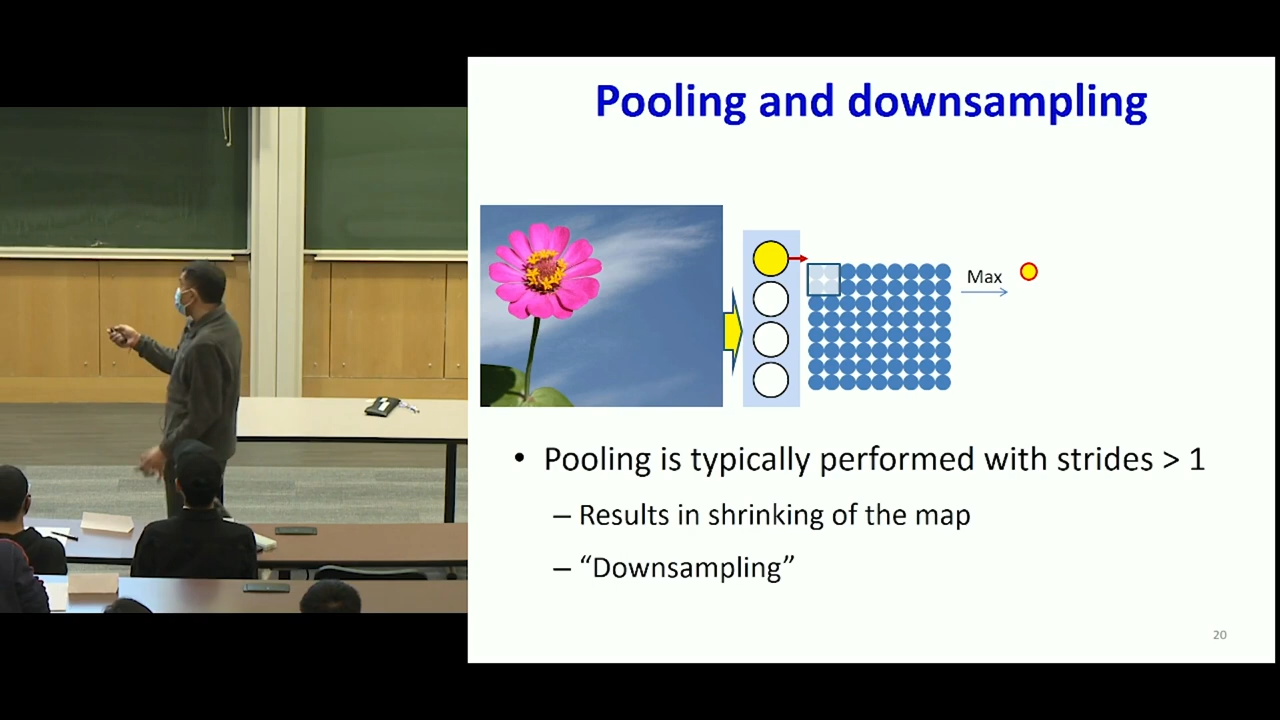 Pooling and downsampling
Max
• Pooling is typically performed with strides > 1
– Results in shrinking of the map
– “Downsampling”
20